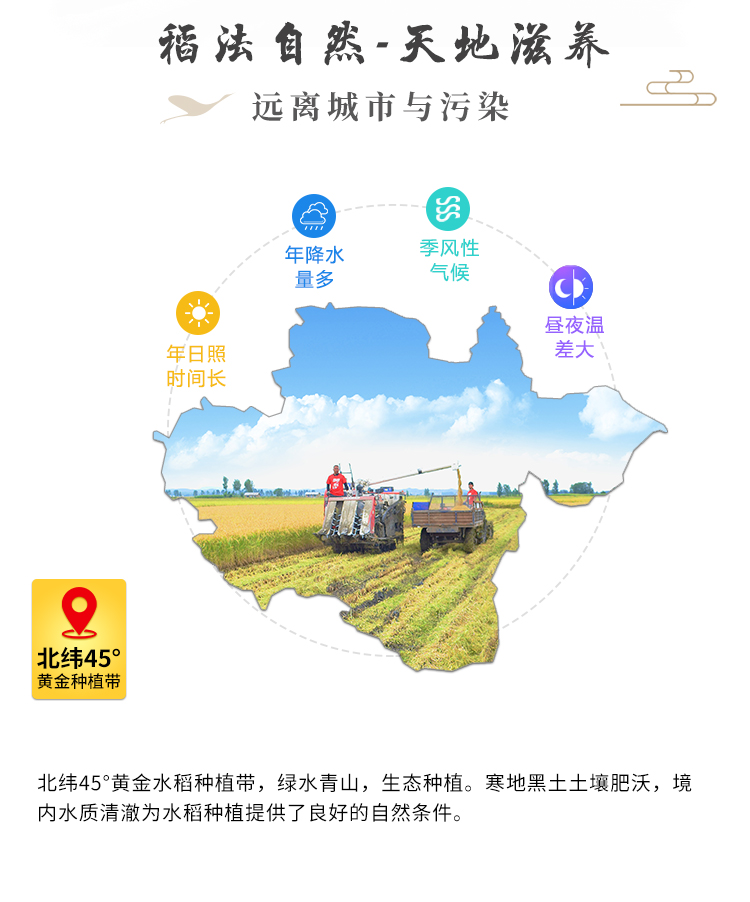 稻法自然-天地滋养
远离城市与污染
年降水
量多
季风性
气候
昼夜温
差大
年日照
时间长
北纬45°
黄金种植带
北纬45°黄金水稻种植带，绿水青山，生态种植。寒地黑土土壤肥沃，境
内水质清澈为水稻种植提供了良好的自然条件。